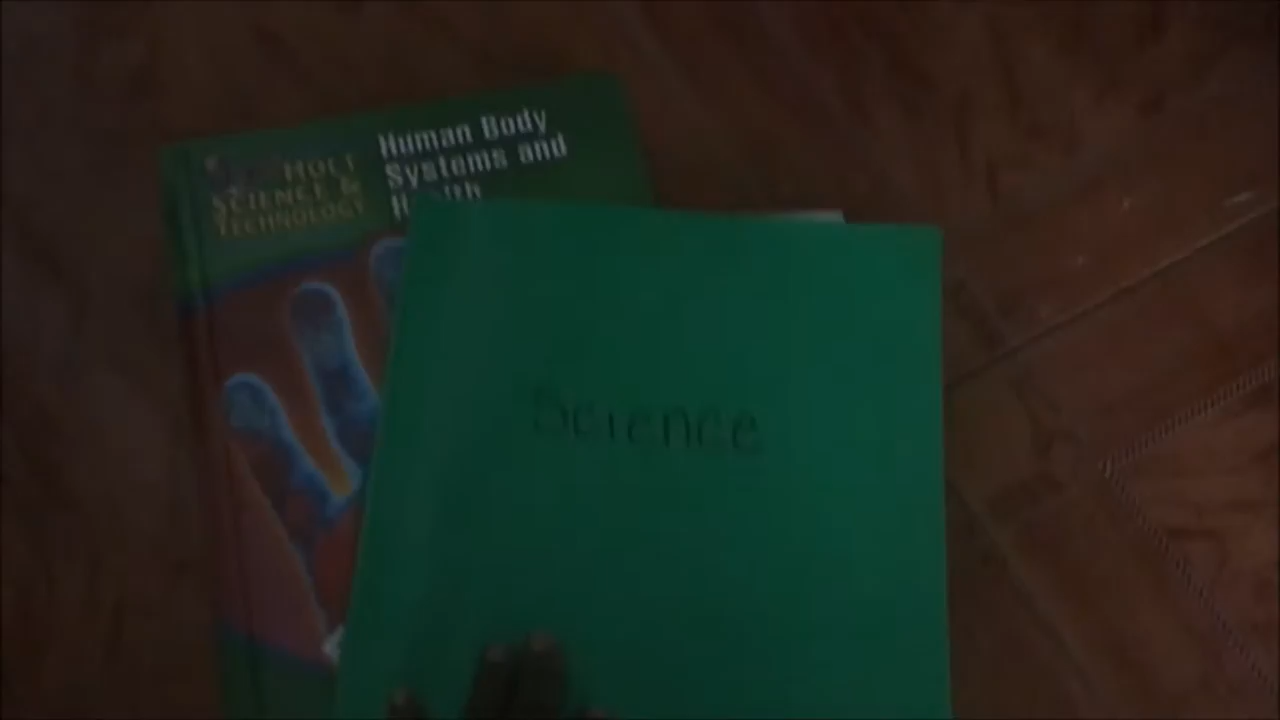 HOLT
SCIENCE &
TECHNOLOGY
Human Body
Systems and
Health
Science